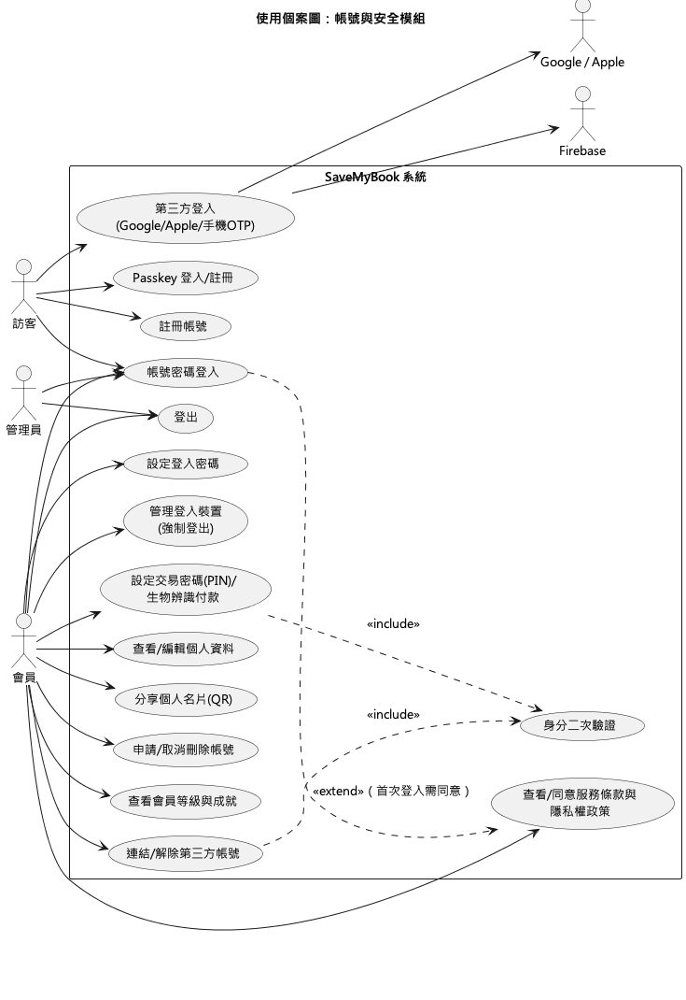 使用個案圖：帳號與安全模組
Google / Apple
Firebase
SaveMyBook 系統
第三方登入
(Google/Apple/手機OTP)
Passkey 登入/註冊
訪客
註冊帳號
帳號密碼登入
管理員
登出
設定登入密碼
管理登入裝置
(強制登出)
設定交易密碼(PIN)/
生物辨識付款
«include»
查看/編輯個人資料
會員
分享個人名片(QR)
«include»
身分二次驗證
申請/取消刪除帳號
«extend»（首次登入需同意）
查看/同意服務條款與
隱私權政策
查看會員等級與成就
連結/解除第三方帳號